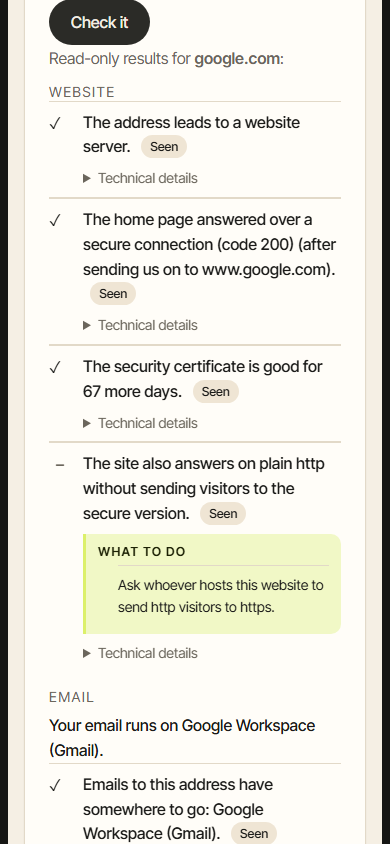 Check it
Read-only results for google.com:
WEBSITE
✓ The address leads to a website
server. Seen
▶ Technical details
✓ The home page answered over a
secure connection (code 200) (after
sending us on to www.google.com).
Seen
▶ Technical details
✓ The security certificate is good for
67 more days. Seen
▶ Technical details
– The site also answers on plain http
without sending visitors to the
secure version. Seen
WHAT TO DO
Ask whoever hosts this website to
send http visitors to https.
▶ Technical details
EMAIL
Your email runs on Google Workspace
(Gmail).
✓ Emails to this address have
somewhere to go: Google
Workspace (Gmail). Seen